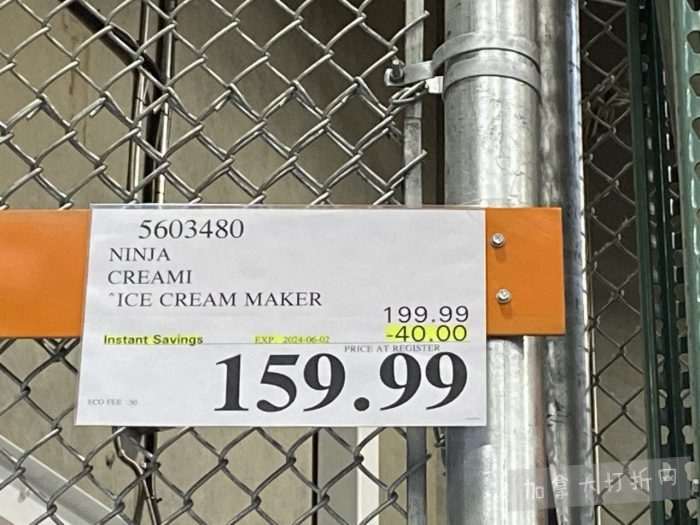 5603480
NINJA
CREAMI
^ICE CREAM MAKER
199.99
Instant Savings EXP. 2024-06-02 -40.00
PRICE AT REGISTER
159.99
ECO FEE .50
加拿大打折网